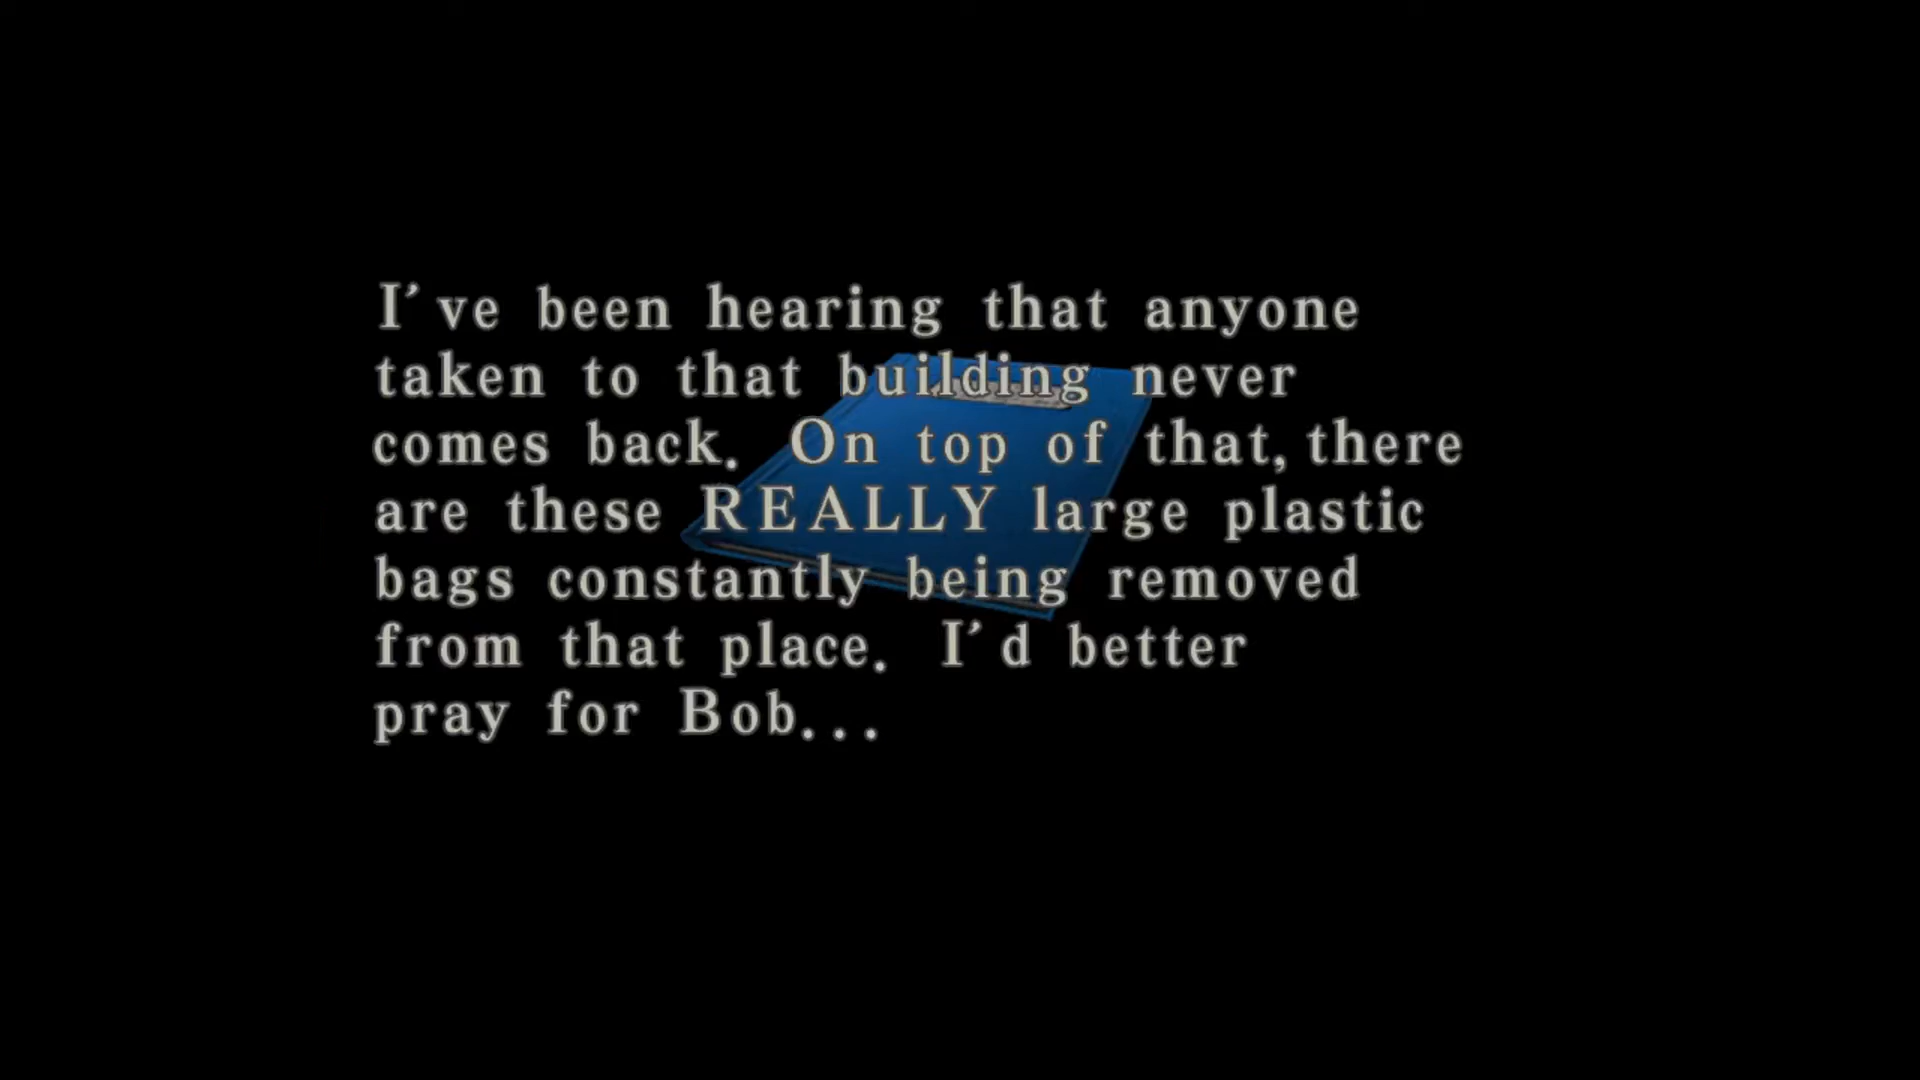 I've been hearing that anyone
taken to that building never
comes back. On top of that, there
are these REALLY large plastic
bags constantly being removed
from that place. I'd better
pray for Bob...